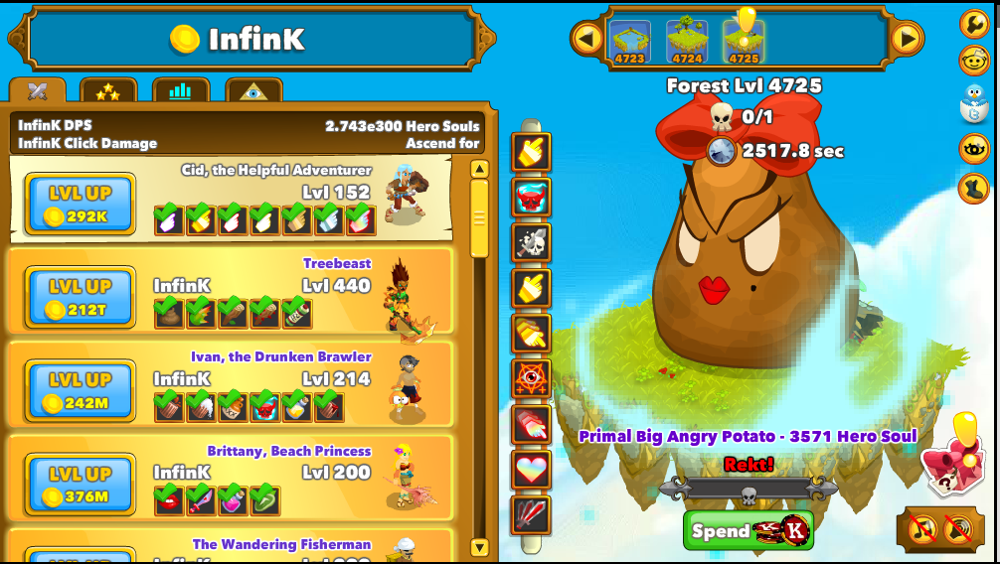 InfinK
4723
4724
4725
Forest Lvl 4725
0/1
2517.8 sec
InfinK DPS
2.743e300 Hero Souls
InfinK Click Damage
Ascend for
Cid, the Helpful Adventurer
LVL UP
Lvl 152
292K
Treebeast
LVL UP
InfinK
Lvl 440
212T
Ivan, the Drunken Brawler
LVL UP
InfinK
Lvl 214
242M
Brittany, Beach Princess
LVL UP
InfinK
Lvl 200
376M
The Wandering Fisherman
Primal Big Angry Potato - 3571 Hero Soul
Rekt!
Spend
K